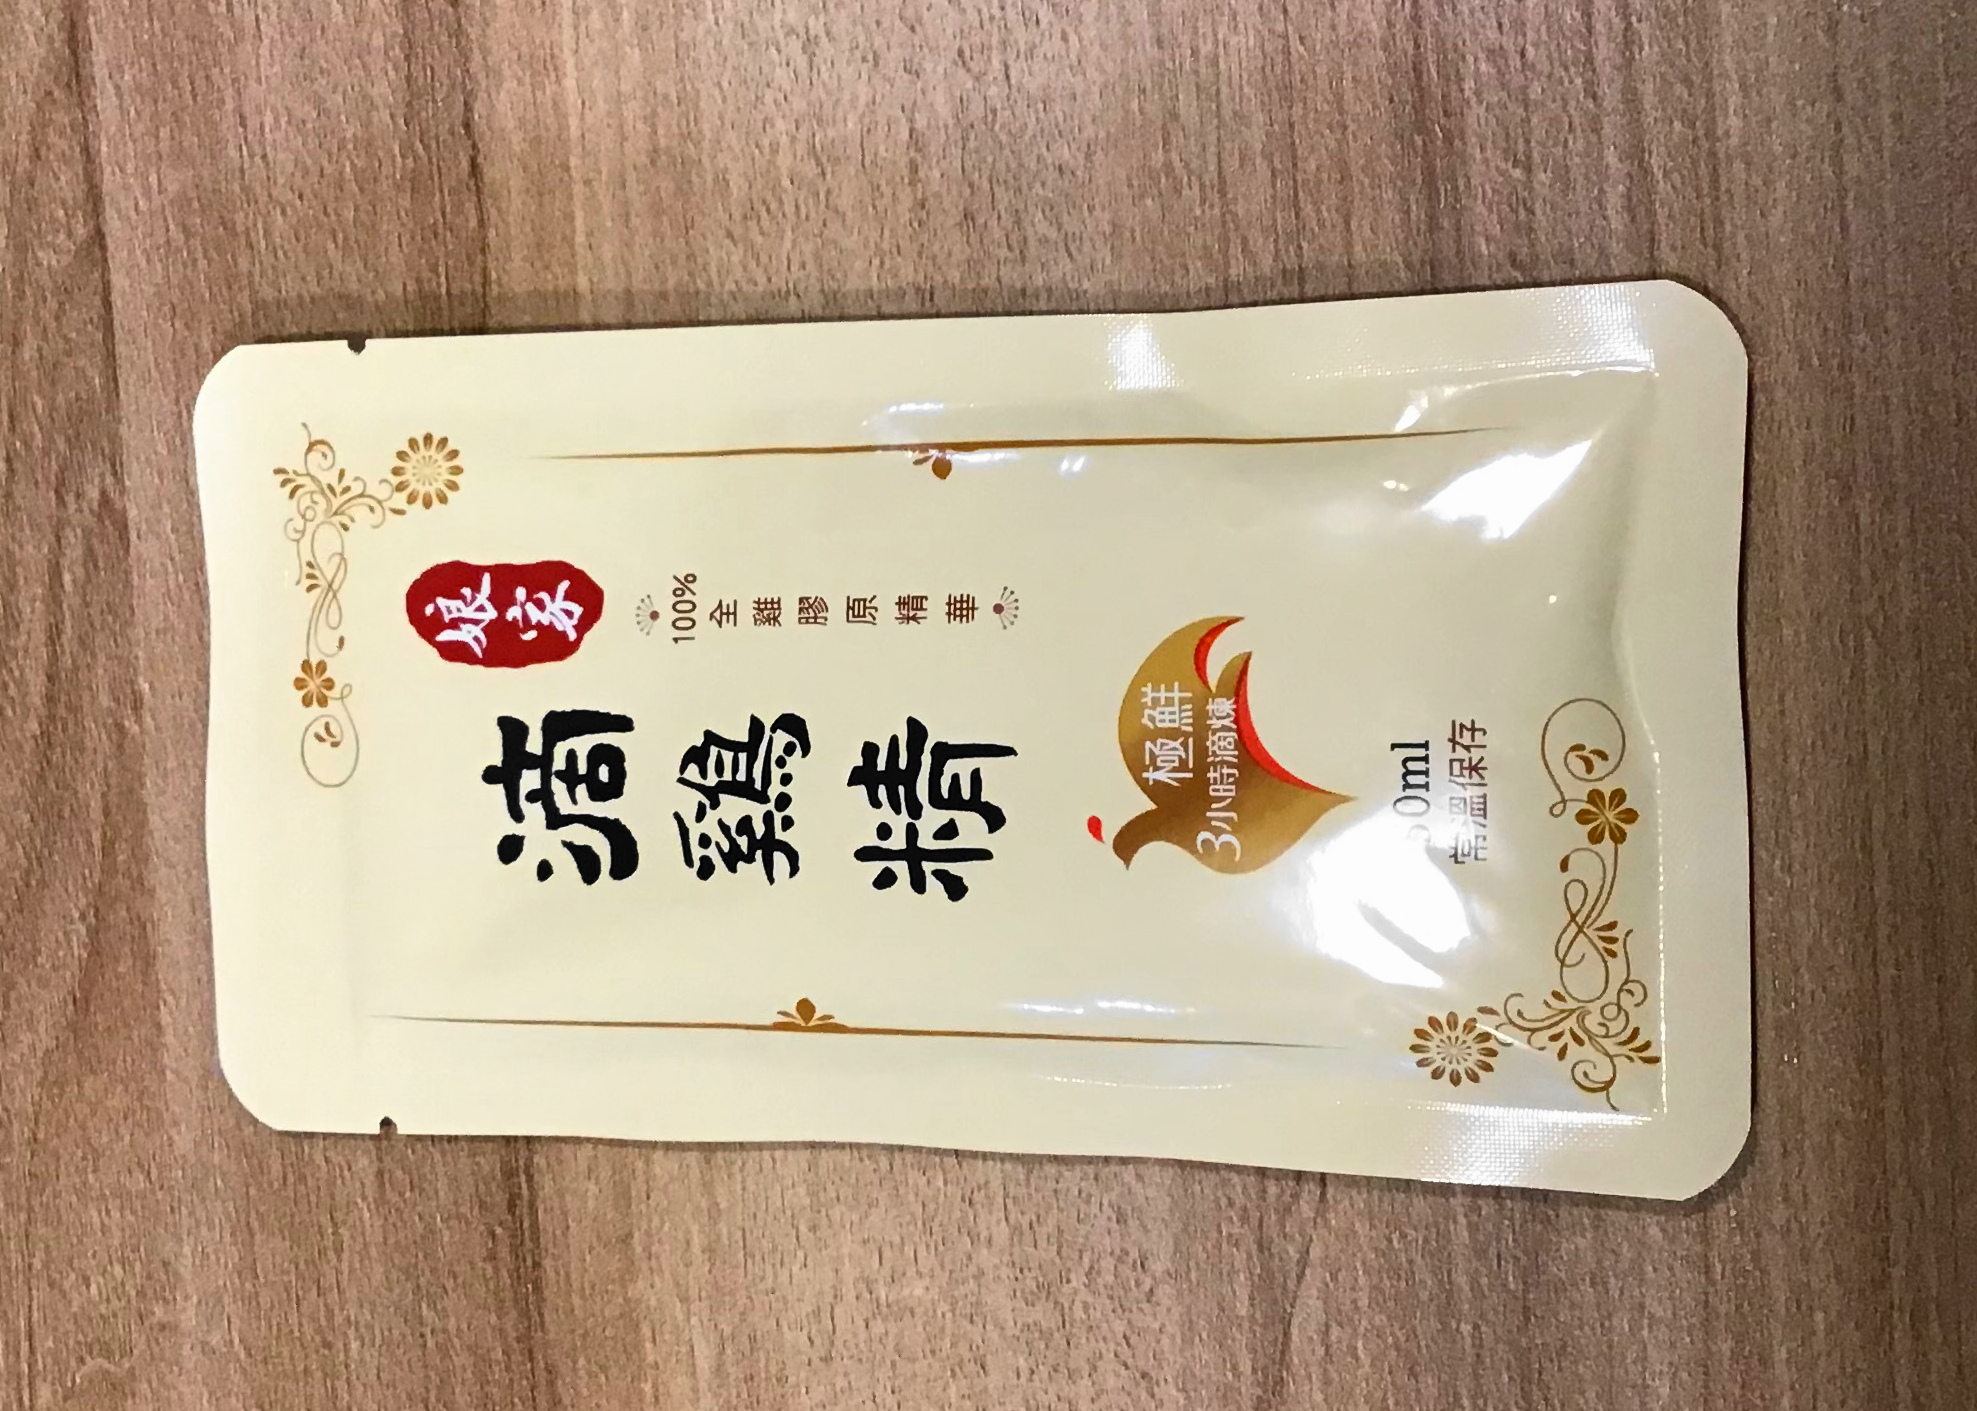 娘家
滴雞精
100%全雞膠原精華
極鮮
3小時滴煉
常溫保存